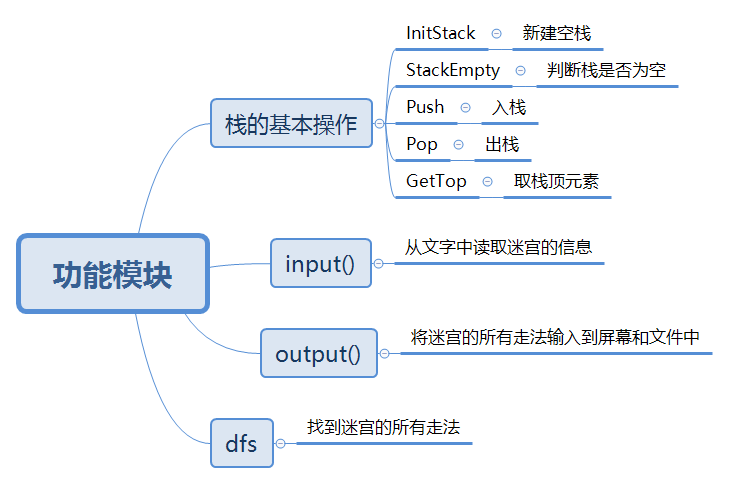 功能模块
栈的基本操作
InitStack 新建空栈
StackEmpty 判断栈是否为空
Push 入栈
Pop 出栈
GetTop 取栈顶元素
input() 从文字中读取迷宫的信息
output() 将迷宫的所有走法输入到屏幕和文件中
dfs 找到迷宫的所有走法